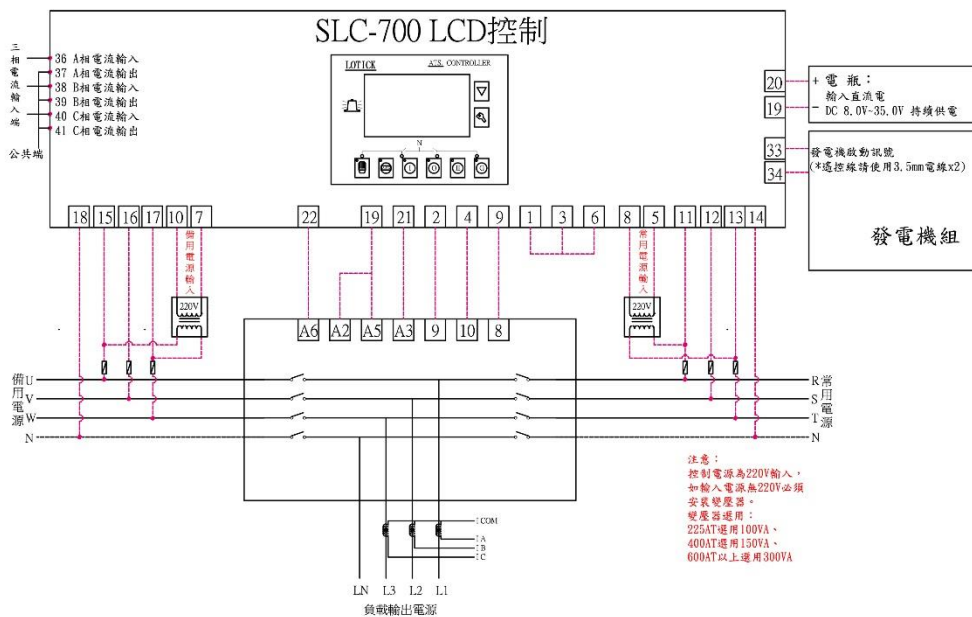 SLC-700 LCD控制
三相電流輸入端
公共端
36 A相電流輸入
37 A相電流輸出
38 B相電流輸入
39 B相電流輸出
40 C相電流輸入
41 C相電流輸出
LOTICK
A.T.S. CONTROLLER
N
20
19
33
34
+ 電瓶：
輸入直流電
- DC 8.0V~35.0V 持續供電
發電機啟動訊號
(*遙控線請使用3.5mm電線x2)
發電機組
18 15 16 17 10 7 22 19 21 2 4 9 1 3 6 8 5 11 12 13 14
備用電源輸入
常用電源輸入
220V
220V
A6 A2 A5 A3 9 10 8
備用電源
U
V
W
N
R
S
T
N
常用電源
I COM
I A
I B
I C
LN L3 L2 L1
負載輸出電源
注意：
控制電源為220V輸入，
如輸入電源無220V必須
安裝變壓器。
變壓器選用：
225AT選用100VA、
400AT選用150VA、
600AT以上選用300VA